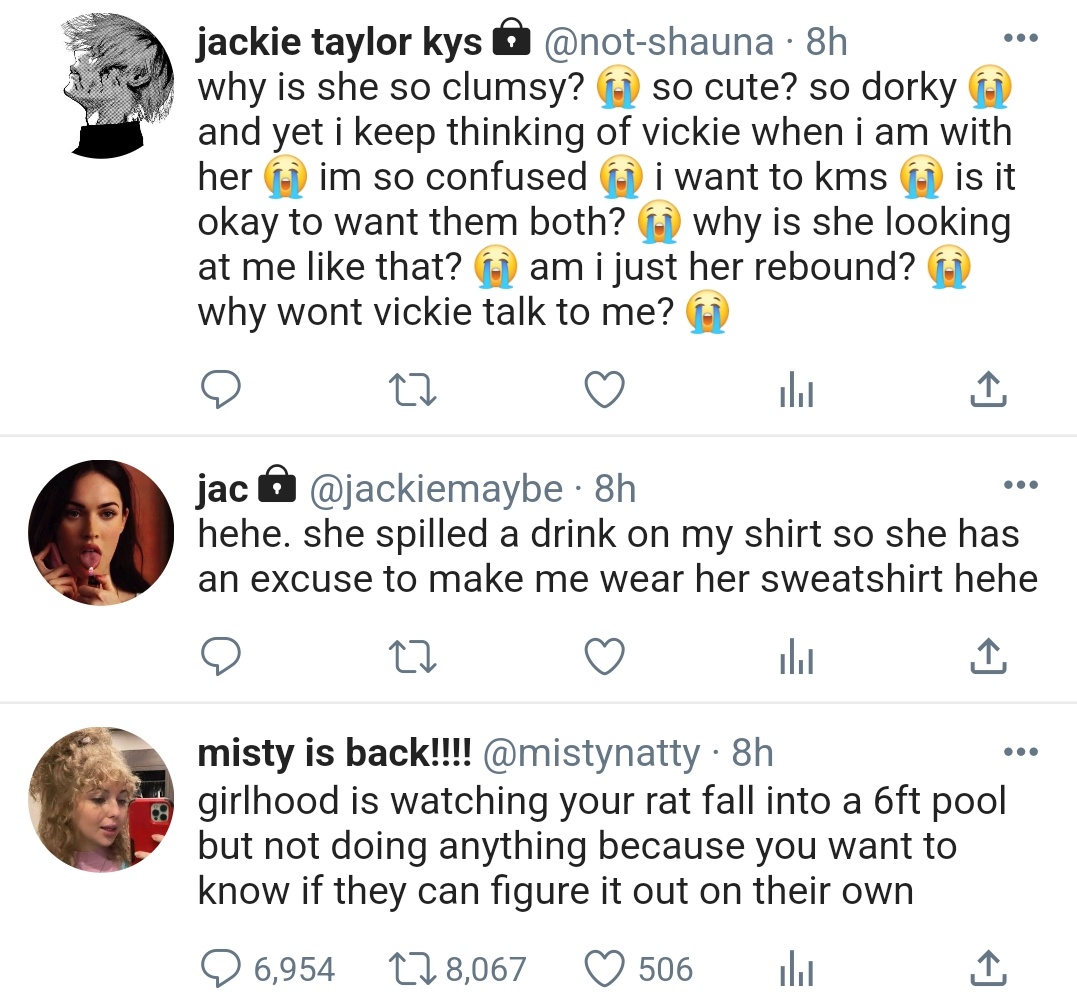 jackie taylor kys🔒 @not-shauna · 8h
why is she so clumsy? 😭 so cute? so dorky 😭
and yet i keep thinking of vickie when i am with
her 😭 im so confused 😭 i want to kms 😭 is it
okay to want them both? 😭 why is she looking
at me like that? 😭 am i just her rebound? 😭
why wont vickie talk to me? 😭
jac🔒 @jackiemaybe · 8h
hehe. she spilled a drink on my shirt so she has
an excuse to make me wear her sweatshirt hehe
misty is back!!!! @mistynatty · 8h
girlhood is watching your rat fall into a 6ft pool
but not doing anything because you want to
know if they can figure it out on their own
6,954 8,067 506